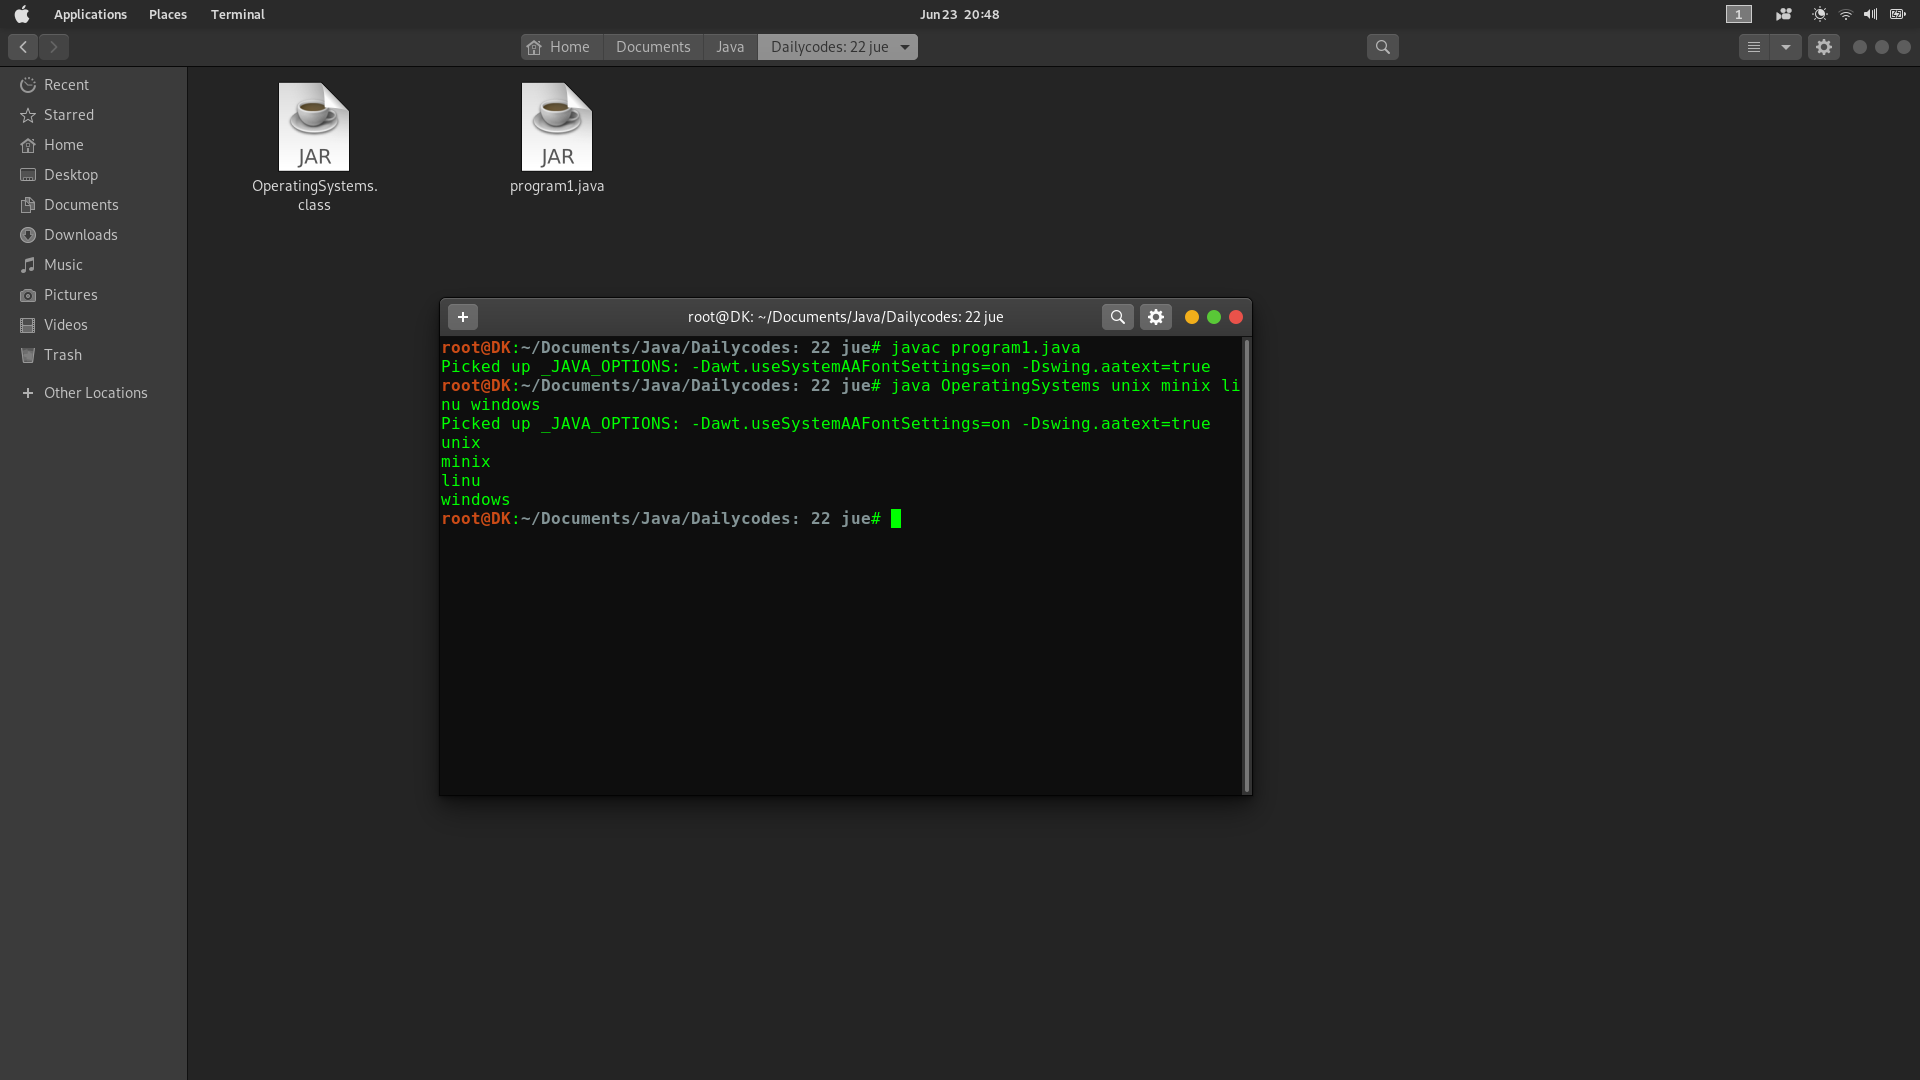 Applications Places Terminal Jun 23 20:48 1
Home Documents Java Dailycodes: 22 jue
Recent
Starred
Home
Desktop
Documents
Downloads
Music
Pictures
Videos
Trash
+ Other Locations
JAR
OperatingSystems.
class
JAR
program1.java
root@DK: ~/Documents/Java/Dailycodes: 22 jue
root@DK:~/Documents/Java/Dailycodes: 22 jue# javac program1.java
Picked up _JAVA_OPTIONS: -Dawt.useSystemAAFontSettings=on -Dswing.aatext=true
root@DK:~/Documents/Java/Dailycodes: 22 jue# java OperatingSystems unix minix li
nu windows
Picked up _JAVA_OPTIONS: -Dawt.useSystemAAFontSettings=on -Dswing.aatext=true
unix
minix
linu
windows
root@DK:~/Documents/Java/Dailycodes: 22 jue#